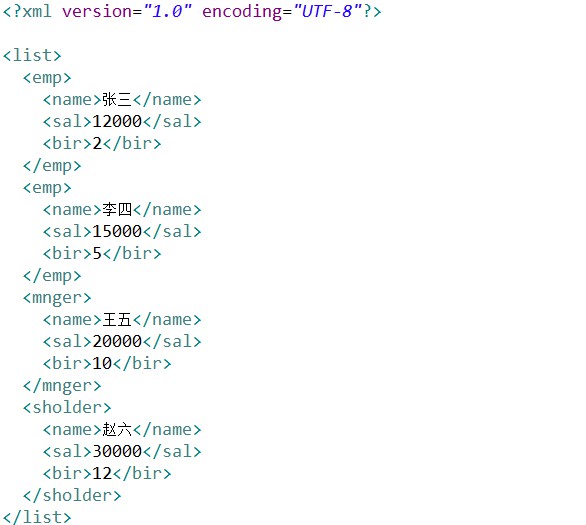 <?xml version="1.0" encoding="UTF-8"?>
<list>
<emp>
<name>张三</name>
<sal>12000</sal>
<bir>2</bir>
</emp>
<emp>
<name>李四</name>
<sal>15000</sal>
<bir>5</bir>
</emp>
<mnger>
<name>王五</name>
<sal>20000</sal>
<bir>10</bir>
</mnger>
<sholder>
<name>赵六</name>
<sal>30000</sal>
<bir>12</bir>
</sholder>
</list>